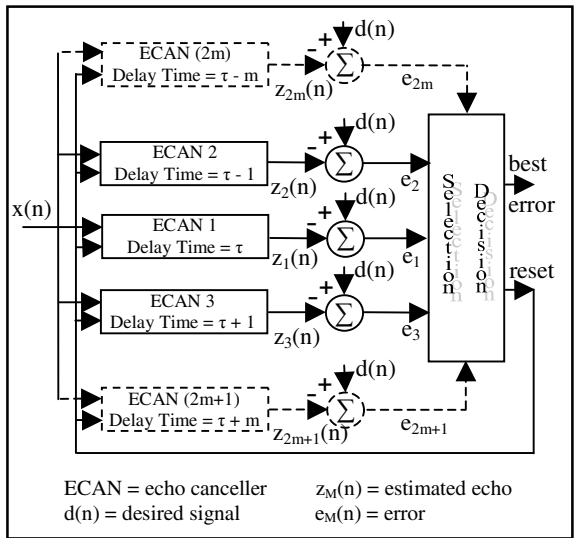 ECAN (2m)
Delay Time = τ - m
d(n)
- +
Σ
z2m(n)
e2m
ECAN 2
Delay Time = τ - 1
d(n)
- +
Σ
z2(n)
e2
x(n)
ECAN 1
Delay Time = τ
d(n)
- +
Σ
z1(n)
e1
ECAN 3
Delay Time = τ + 1
d(n)
- +
Σ
z3(n)
e3
ECAN (2m+1)
Delay Time = τ + m
d(n)
- +
Σ
z2m+1(n)
e2m+1
Selection
Decision
best
error
reset
ECAN = echo canceller
d(n) = desired signal
zM(n) = estimated echo
eM(n) = error